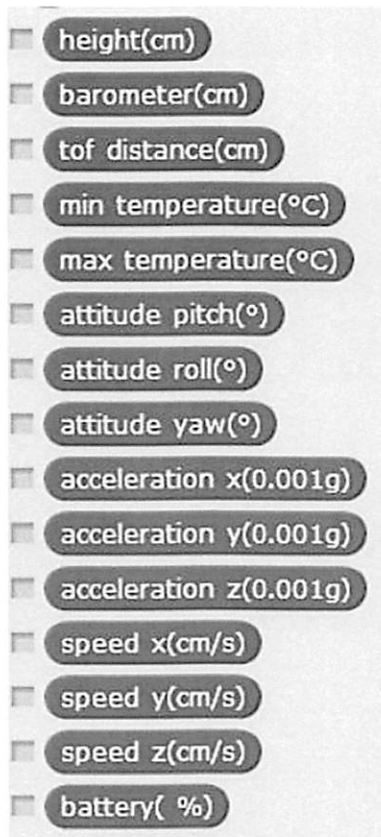 height(cm)
barometer(cm)
tof distance(cm)
min temperature(°C)
max temperature(°C)
attitude pitch(°)
attitude roll(°)
attitude yaw(°)
acceleration x(0.001g)
acceleration y(0.001g)
acceleration z(0.001g)
speed x(cm/s)
speed y(cm/s)
speed z(cm/s)
battery( %)